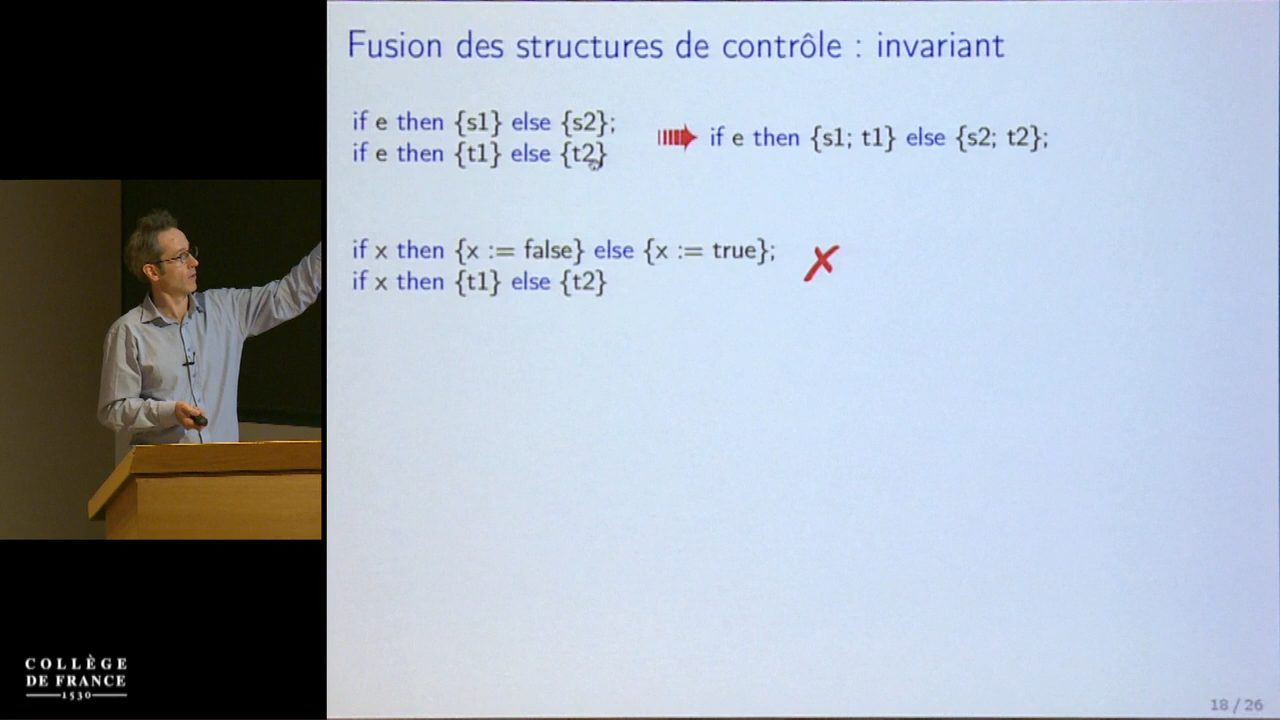 Fusion des structures de contrôle : invariant
if e then {s1} else {s2};
if e then {t1} else {t2}
if e then {s1; t1} else {s2; t2};
if x then {x := false} else {x := true};
if x then {t1} else {t2}
✗
COLLÈGE
DE FRANCE
1530
18 / 26